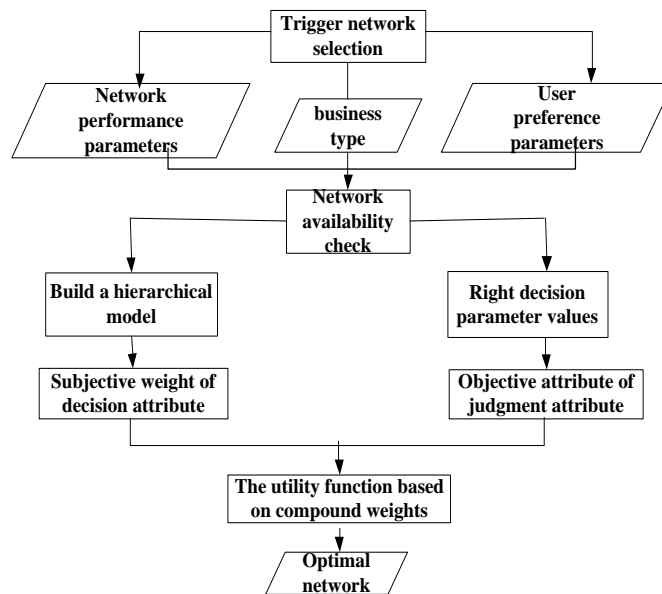 Trigger network
selection
Network
performance
parameters
business
type
User
preference
parameters
Network
availability
check
Build a hierarchical
model
Right decision
parameter values
Subjective weight of
decision attribute
Objective attribute of
judgment attribute
The utility function based
on compound weights
Optimal
network